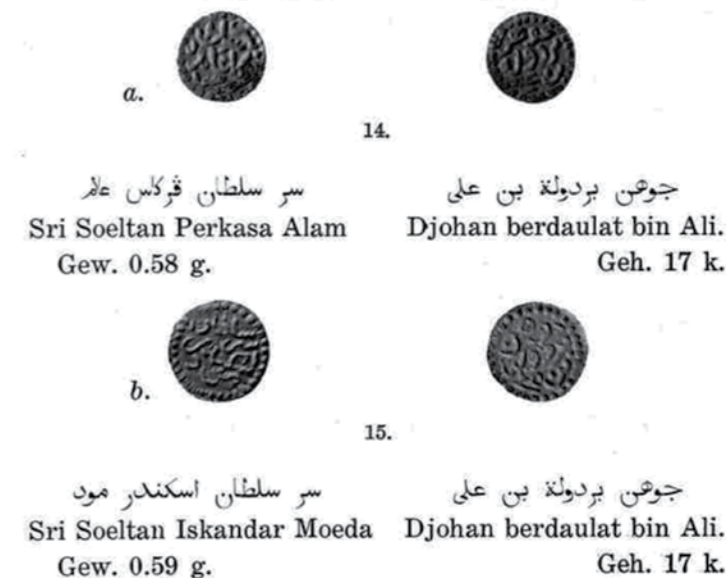 a.
14.
سر سلطان ڤركاس عالم
جوهن بردولة بن على
Sri Soeltan Perkasa Alam
Djohan berdaulat bin Ali.
Gew. 0.58 g.
Geh. 17 k.
b.
15.
سر سلطان اسكندر مود
جوهن بردولة بن على
Sri Soeltan Iskandar Moeda
Djohan berdaulat bin Ali.
Gew. 0.59 g.
Geh. 17 k.